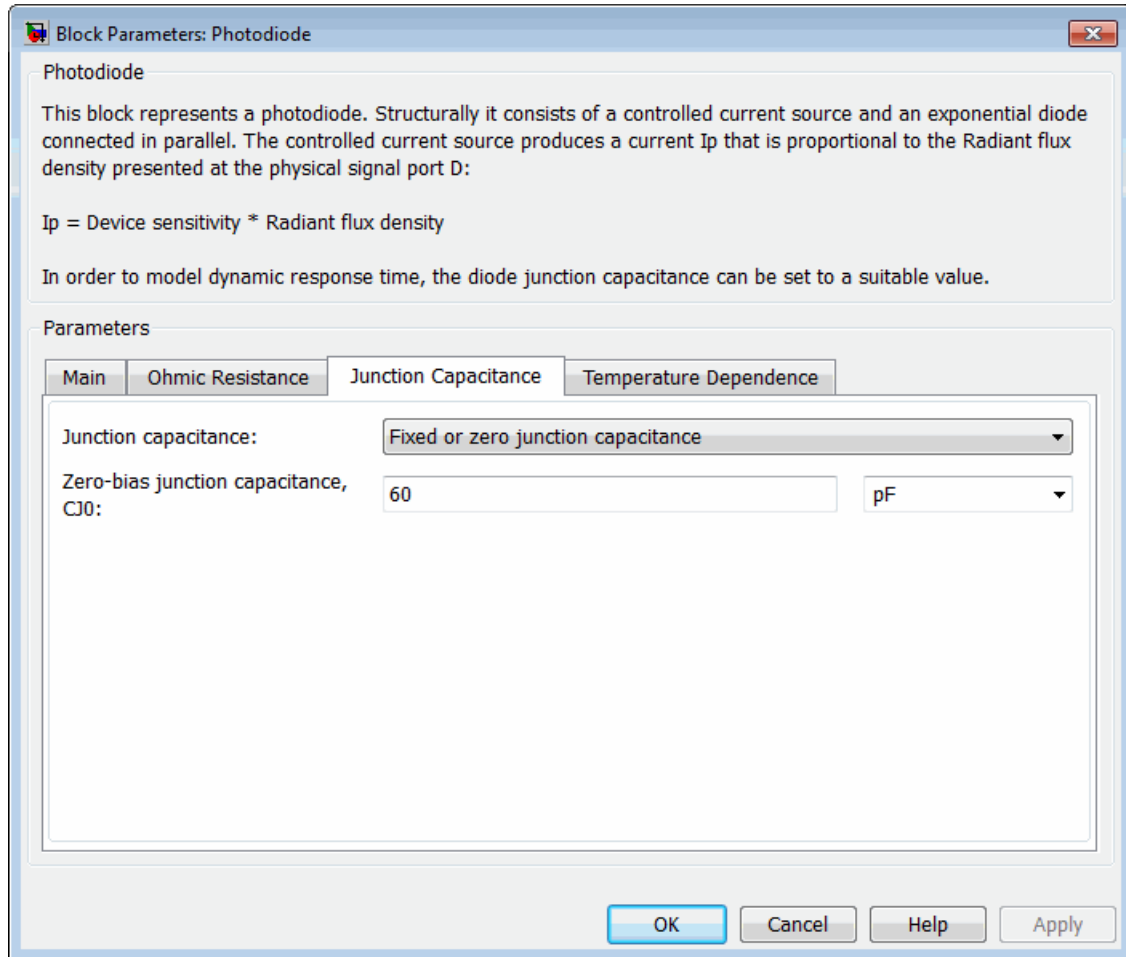 Block Parameters: Photodiode
Photodiode
This block represents a photodiode. Structurally it consists of a controlled current source and an exponential diode
connected in parallel. The controlled current source produces a current Ip that is proportional to the Radiant flux
density presented at the physical signal port D:
Ip = Device sensitivity * Radiant flux density
In order to model dynamic response time, the diode junction capacitance can be set to a suitable value.
Parameters
Main Ohmic Resistance Junction Capacitance Temperature Dependence
Junction capacitance: Fixed or zero junction capacitance
Zero-bias junction capacitance,
CJ0: 60 pF
OK Cancel Help Apply